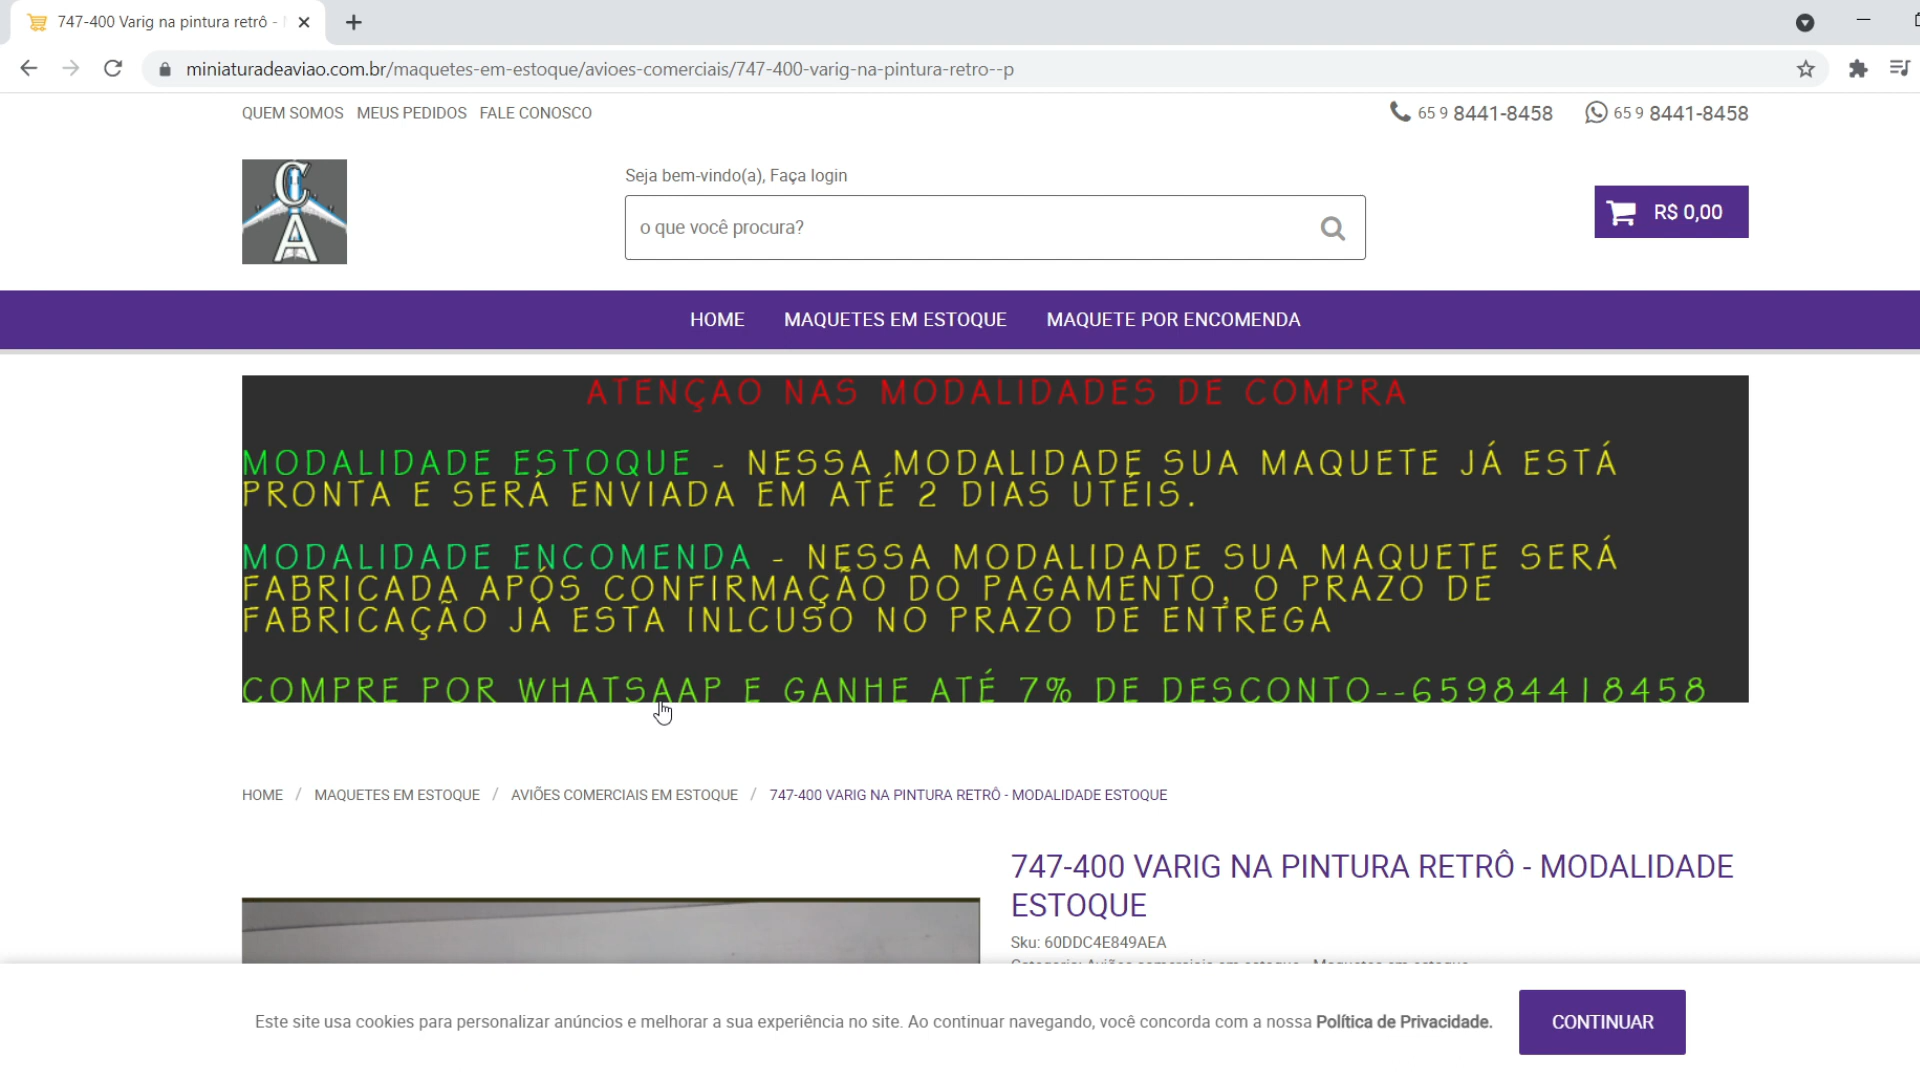 747-400 Varig na pintura retrô -
miniaturadeaviao.com.br/maquetes-em-estoque/avioes-comerciais/747-400-varig-na-pintura-retro--p
QUEM SOMOS MEUS PEDIDOS FALE CONOSCO
65 9 8441-8458 65 9 8441-8458
CA
Seja bem-vindo(a), Faça login
o que você procura?
R$ 0,00
HOME MAQUETES EM ESTOQUE MAQUETE POR ENCOMENDA
ATENÇAO NAS MODALIDADES DE COMPRA
MODALIDADE ESTOQUE - NESSA MODALIDADE SUA MAQUETE JÁ ESTÁ
PRONTA E SERÁ ENVIADA EM ATÉ 2 DIAS UTÉIS.
MODALIDADE ENCOMENDA - NESSA MODALIDADE SUA MAQUETE SERÁ
FABRICADA APÓS CONFIRMAÇÃO DO PAGAMENTO, O PRAZO DE
FABRICAÇÃO JÁ ESTA INLCUSO NO PRAZO DE ENTREGA
COMPRE POR WHATSAAP E GANHE ATÉ 7% DE DESCONTO--65984418458
HOME / MAQUETES EM ESTOQUE / AVIÕES COMERCIAIS EM ESTOQUE / 747-400 VARIG NA PINTURA RETRÔ - MODALIDADE ESTOQUE
747-400 VARIG NA PINTURA RETRÔ - MODALIDADE
ESTOQUE
Sku: 60DDC4E849AEA
Este site usa cookies para personalizar anúncios e melhorar a sua experiência no site. Ao continuar navegando, você concorda com a nossa Política de Privacidade.
CONTINUAR